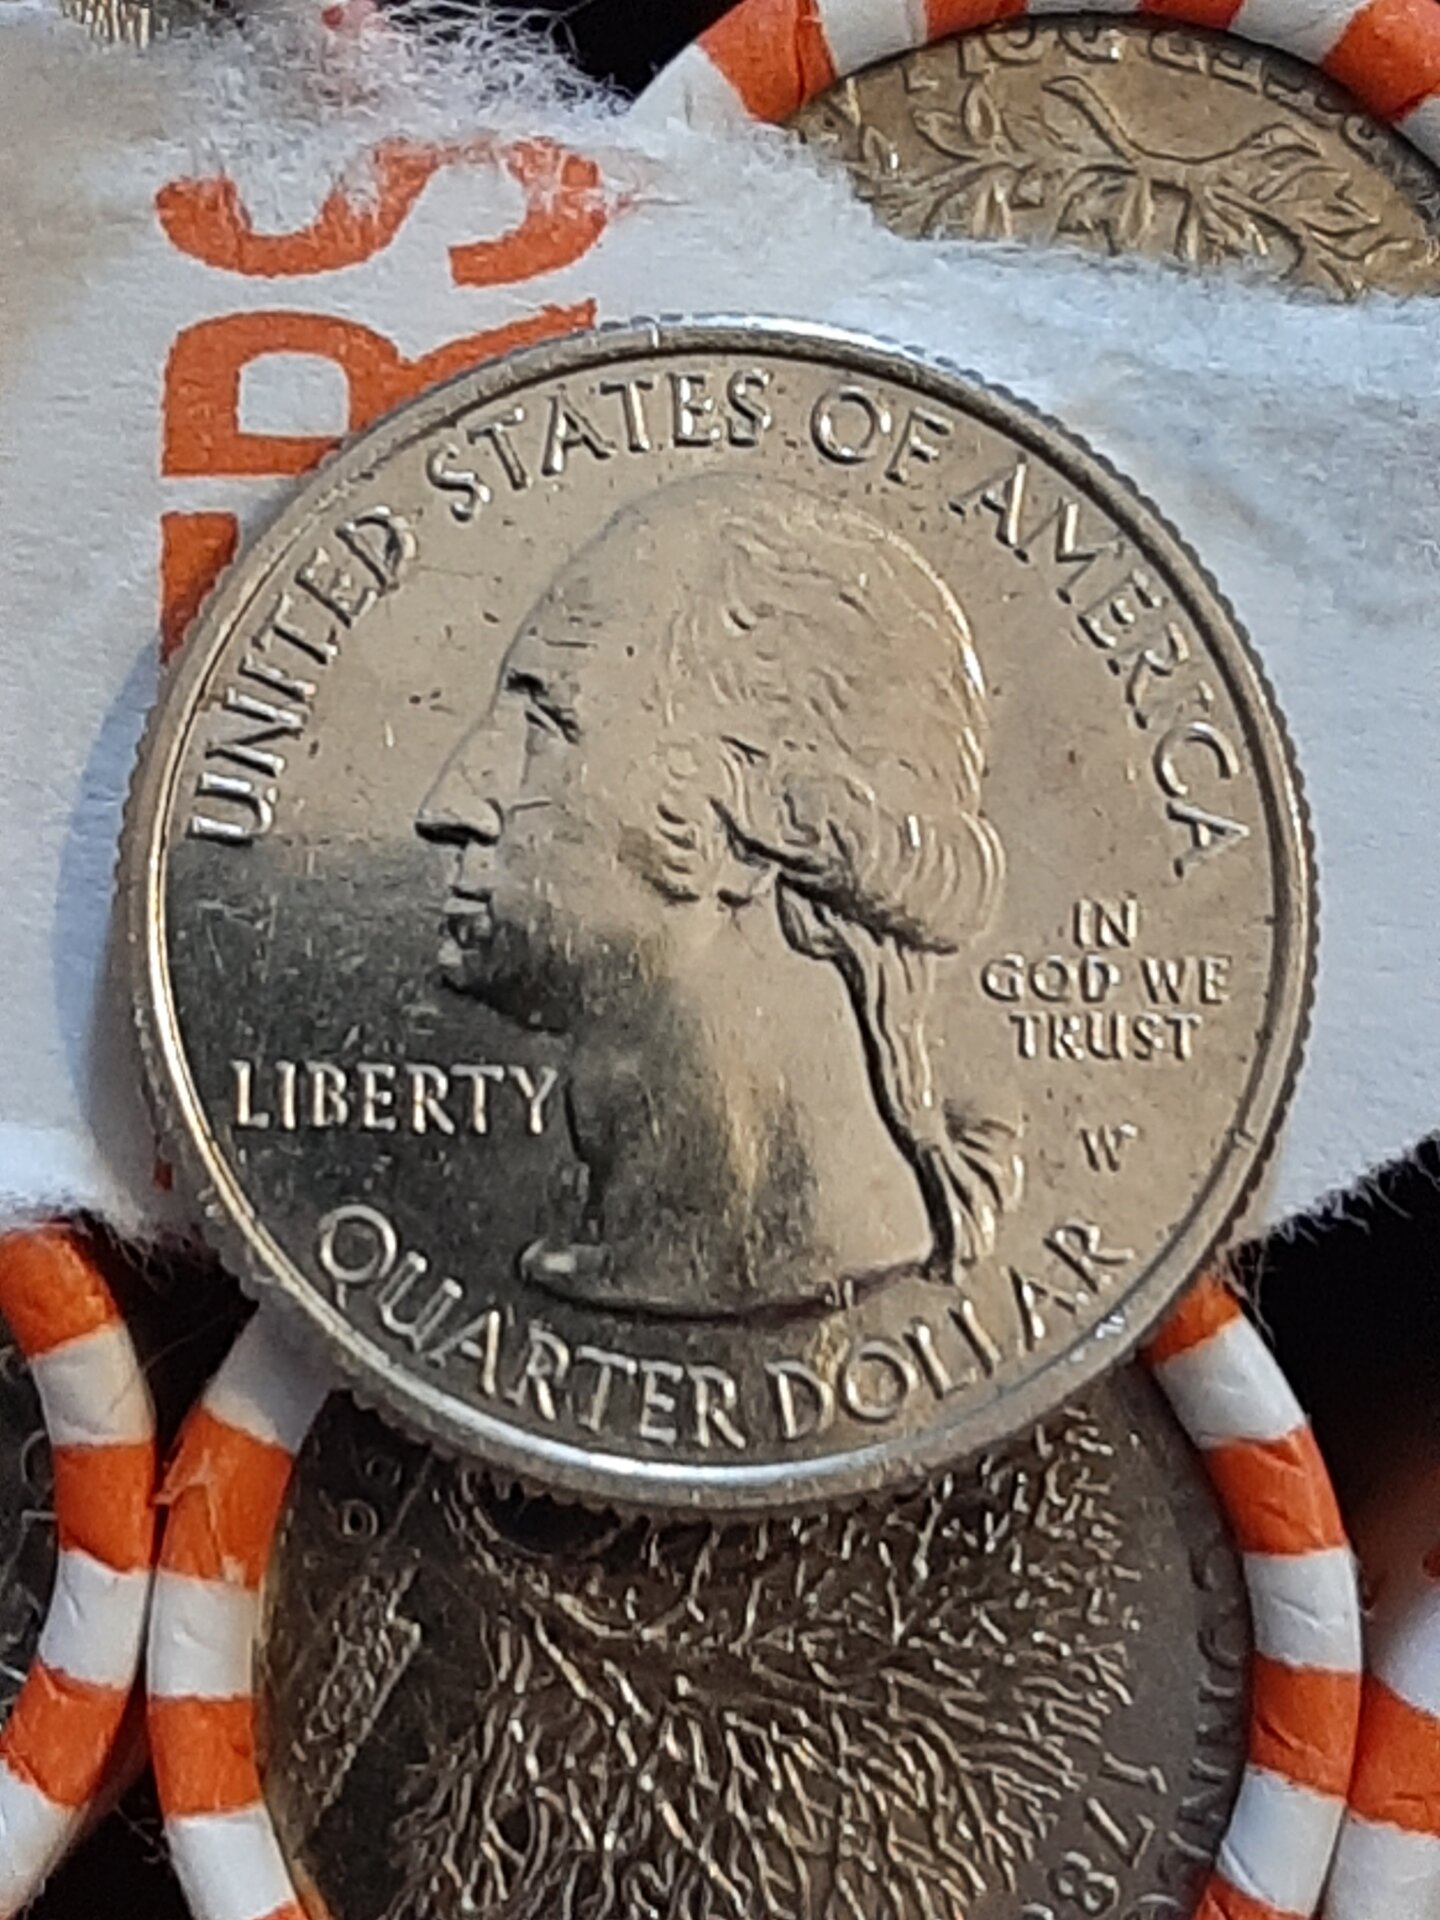 UNITED STATES OF AMERICA
LIBERTY
IN
GOD WE
TRUST
W
QUARTER DOLLAR